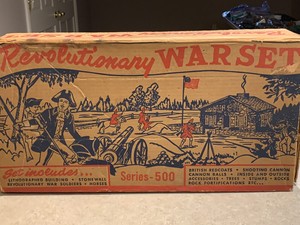 Revolutionary WAR SET
Set includes...
LITHOGRAPHED BUILDING • STONEWALL
REVOLUTIONARY WAR SOLDIERS • HORSES
Series-500
BRITISH REDCOATS • SHOOTING CANNON
CANNON BALLS • INSIDE AND OUTSIDE
ACCESSORIES • TREES • STUMPS • ROCKS
ROCK FORTIFICATIONS ETC...